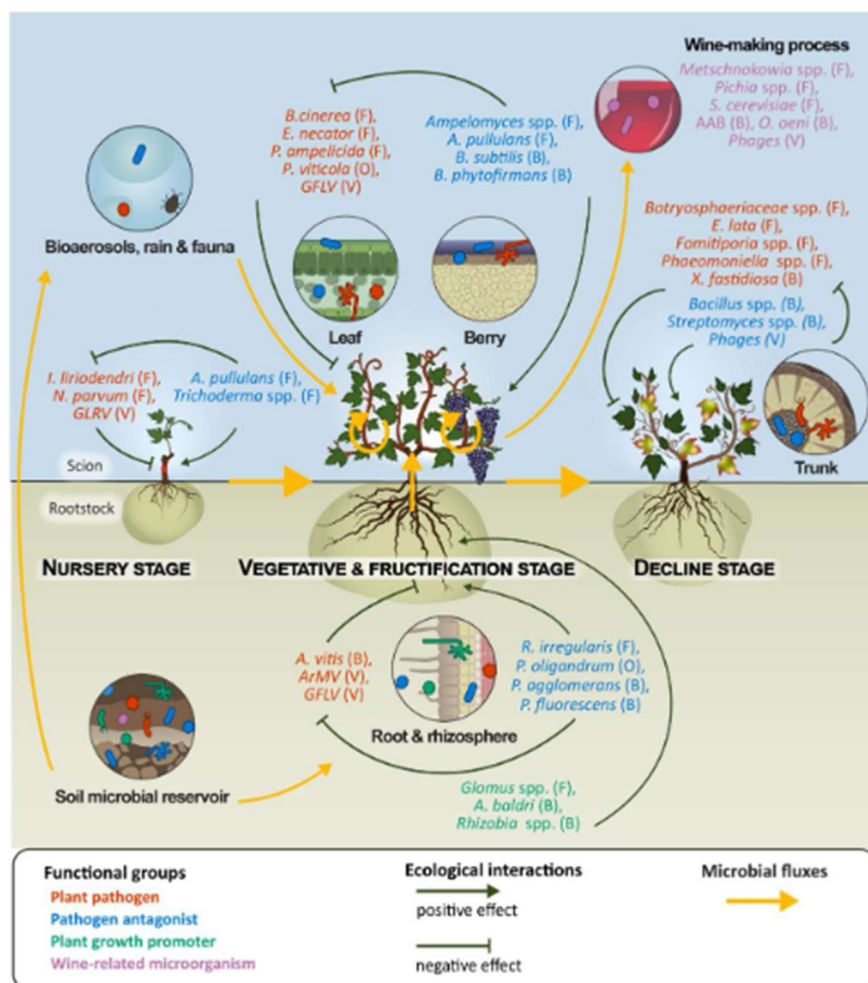 Wine-making process
Metschnokowia spp. (F),
Pichia spp. (F),
S. cerevisiae (F),
AAB (B), O. oeni (B),
Phages (V)
B.cinerea (F),
E. necator (F),
P. ampelicida (F),
P. viticola (O),
GFLV (V)
Ampelomyces spp. (F),
A. pullulans (F),
B. subtilis (B),
B. phytofirmans (B)
Bioaerosols, rain & fauna
Botryosphaeriaceae spp. (F),
E. lata (F),
Fomitiporia spp. (F),
Phaeomoniella spp. (F),
X. fastidiosa (B)
Bacillus spp. (B),
Streptomyces spp. (B),
Phages (V)
Leaf
Berry
I. liriodendri (F),
N. parvum (F),
GLRV (V)
A. pullulans (F),
Trichoderma spp. (F)
Trunk
Scion
Rootstock
NURSERY STAGE
VEGETATIVE & FRUCTIFICATION STAGE
DECLINE STAGE
A. vitis (B),
ArMV (V),
GFLV (V)
R. irregularis (F),
P. oligandrum (O),
P. agglomerans (B),
P. fluorescens (B)
Root & rhizosphere
Soil microbial reservoir
Glomus spp. (F),
A. baldri (B),
Rhizobia spp. (B)
Functional groups
Plant pathogen
Pathogen antagonist
Plant growth promoter
Wine-related microorganism
Ecological interactions
positive effect
negative effect
Microbial fluxes